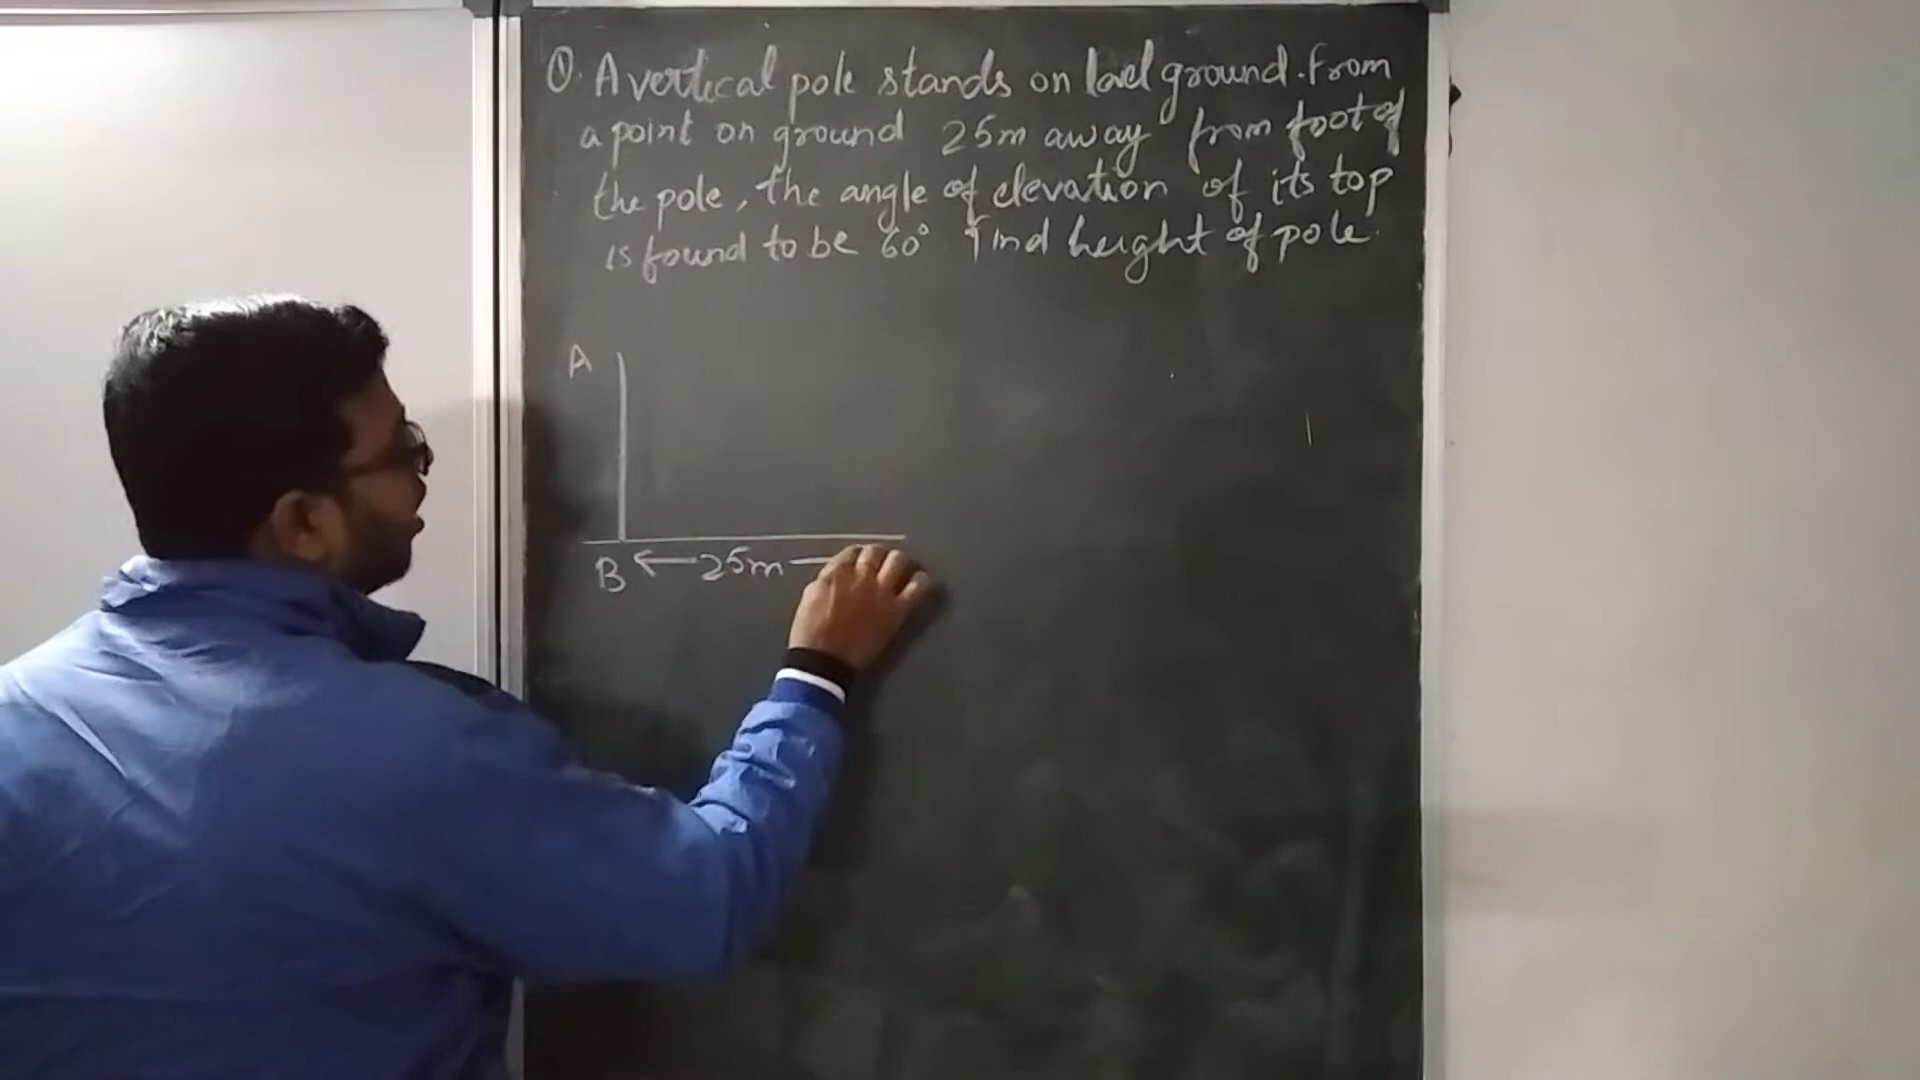 Q. A vertical pole stands on level ground. From
a point on ground 25m away from foot of
the pole, the angle of elevation of its top
is found to be 60° find height of pole.
A
B ← 25m —